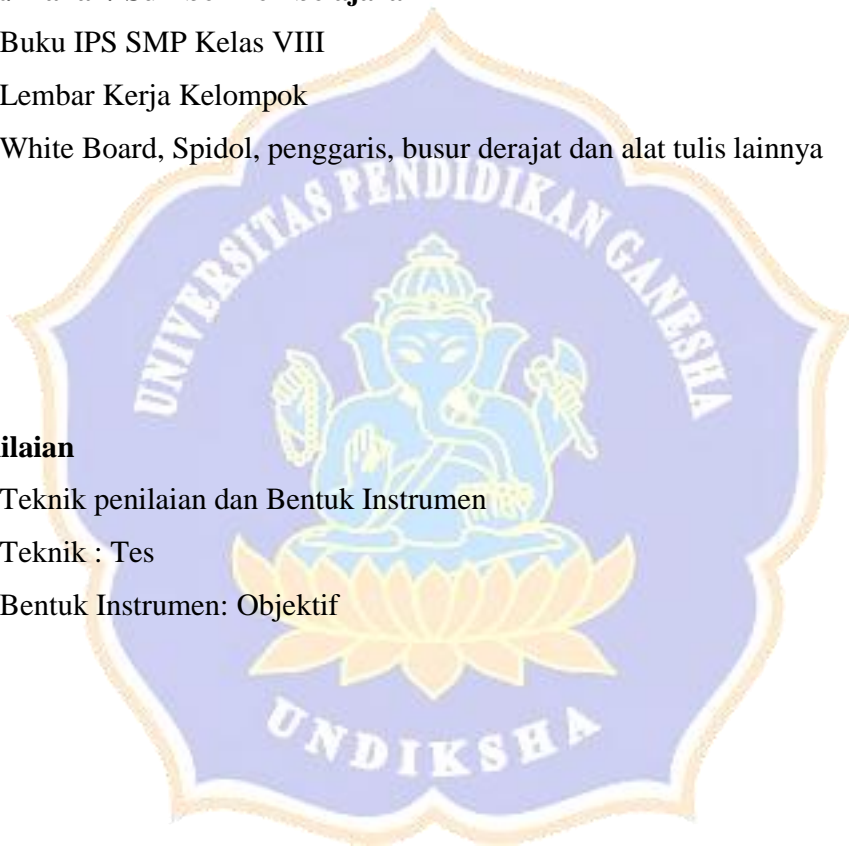 Buku IPS SMP Kelas VIII
Lembar Kerja Kelompok
White Board, Spidol, penggaris, busur derajat dan alat tulis lainnya
UNIVERSITAS PENDIDIKAN GANESHA
ilaian
Teknik penilaian dan Bentuk Instrumen
Teknik : Tes
Bentuk Instrumen: Objektif
UNDIKSHA